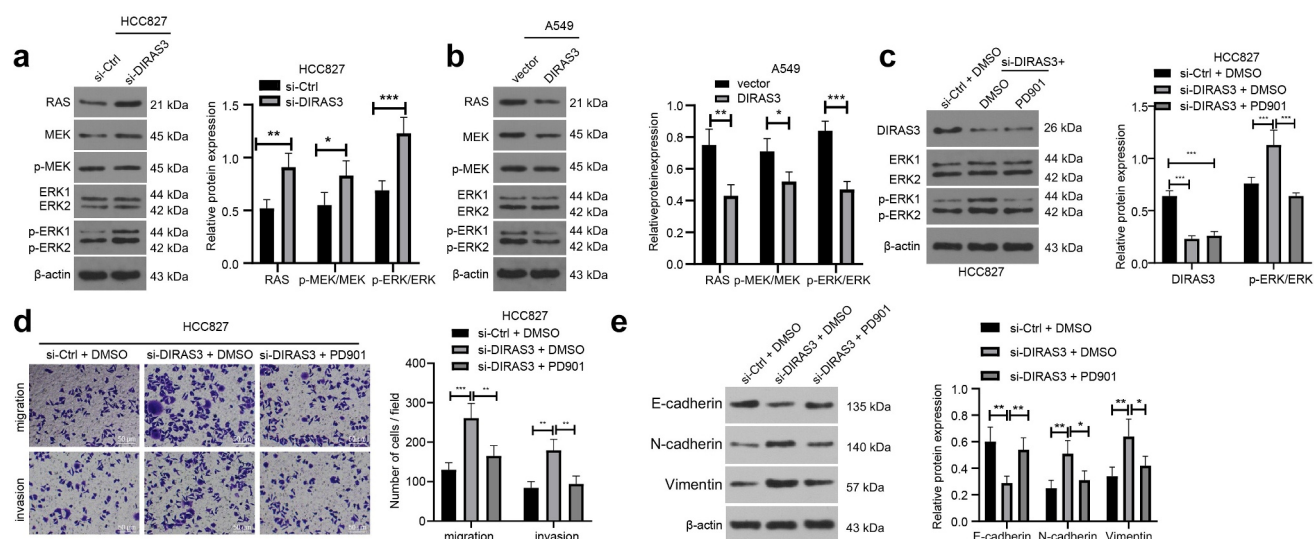 a
HCC827
si-Ctrl
si-DIRAS3
RAS
21 kDa
MEK
45 kDa
p-MEK
45 kDa
ERK1
44 kDa
ERK2
42 kDa
p-ERK1
44 kDa
p-ERK2
42 kDa
β-actin
43 kDa
HCC827
si-Ctrl
si-DIRAS3
Relative protein expression
1.5
1.0
0.5
0.0
**
*
***
RAS p-MEK/MEK p-ERK/ERK
b
A549
vector
DIRAS3
RAS
21 kDa
MEK
45 kDa
p-MEK
45 kDa
ERK1
44 kDa
ERK2
42 kDa
p-ERK1
44 kDa
p-ERK2
42 kDa
β-actin
43 kDa
A549
vector
DIRAS3
Relativeproteinexpression
1.0
0.8
0.6
0.4
0.2
0.0
**
*
***
RAS p-MEK/MEK p-ERK/ERK
c
si-Ctrl + DMSO
si-DIRAS3+
DMSO
PD901
DIRAS3
26 kDa
ERK1
44 kDa
ERK2
42 kDa
p-ERK1
44 kDa
p-ERK2
42 kDa
β-actin
43 kDa
HCC827
HCC827
si-Ctrl + DMSO
si-DIRAS3 + DMSO
si-DIRAS3 + PD901
Relative protein expression
1.5
1.0
0.5
0.0
***
***
*** ***
DIRAS3 p-ERK/ERK
d
HCC827
si-Ctrl + DMSO si-DIRAS3 + DMSO si-DIRAS3 + PD901
migration
50 μm 50 μm 50 μm
invasion
50 μm 50 μm 50 μm
HCC827
si-Ctrl + DMSO
si-DIRAS3 + DMSO
si-DIRAS3 + PD901
Number of cells / field
400
300
200
100
0
*** **
** **
migration invasion
e
si-Ctrl + DMSO
si-DIRAS3 + DMSO
si-DIRAS3 + PD901
E-cadherin
135 kDa
N-cadherin
140 kDa
Vimentin
57 kDa
β-actin
43 kDa
si-Ctrl + DMSO
si-DIRAS3 + DMSO
si-DIRAS3 + PD901
Relative protein expression
1.0
0.8
0.6
0.4
0.2
0.0
** **
** *
** *
E-cadherin N-cadherin Vimentin